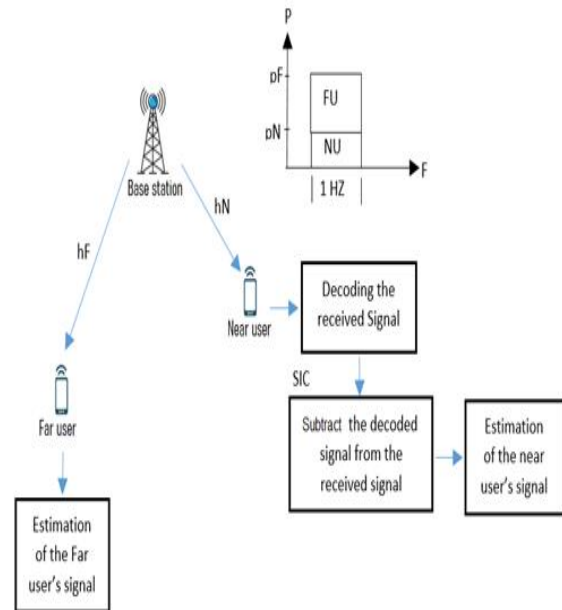 P
pF
FU
pN
NU
F
1 HZ
Base station
hF
hN
Near user
Decoding the
received Signal
SIC
Far user
Subtract the decoded
signal from the
received signal
Estimation
of the near
user's signal
Estimation
of the Far
user's signal